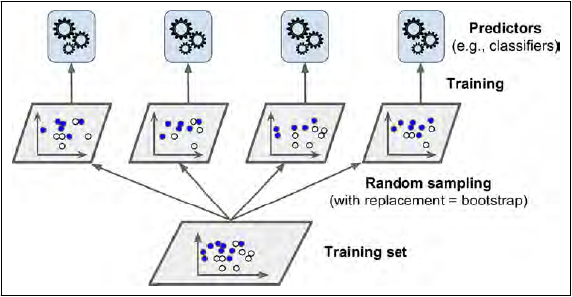 Predictors
(e.g., classifiers)
Training
Random sampling
(with replacement = bootstrap)
Training set